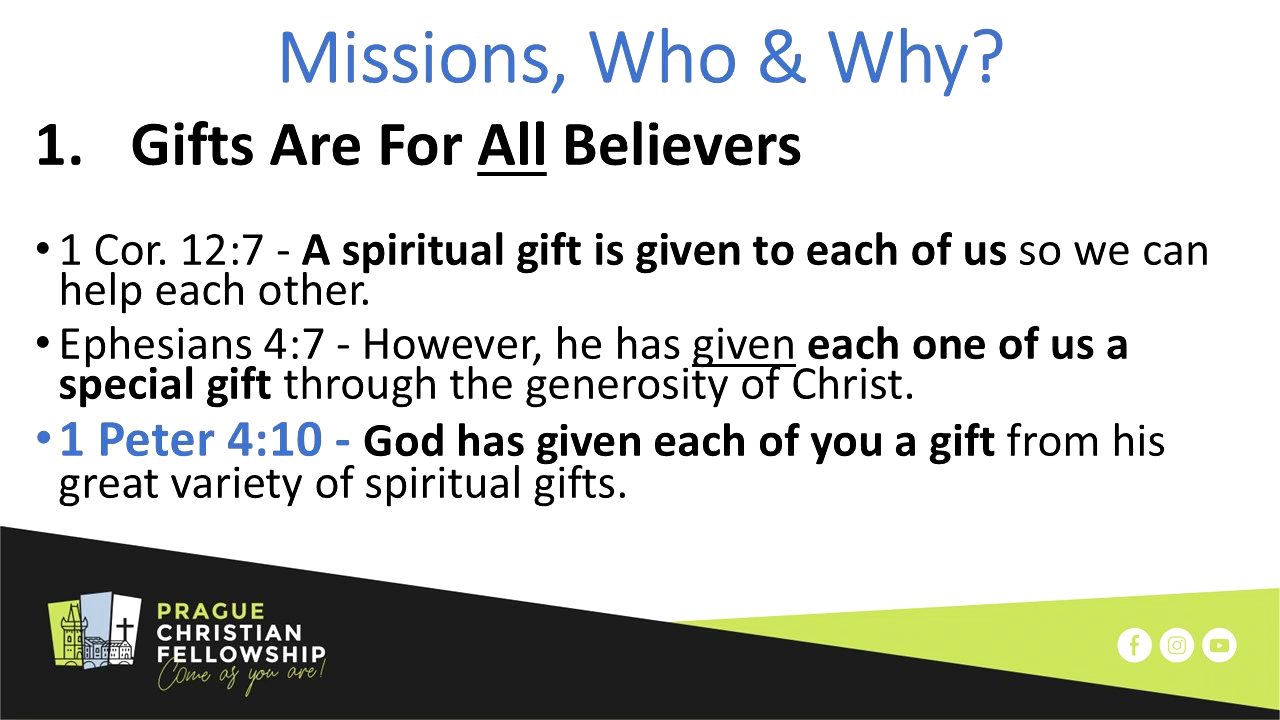 Missions, Who & Why?
1. Gifts Are For All Believers
• 1 Cor. 12:7 - A spiritual gift is given to each of us so we can
help each other.
• Ephesians 4:7 - However, he has given each one of us a
special gift through the generosity of Christ.
• 1 Peter 4:10 - God has given each of you a gift from his
great variety of spiritual gifts.
PRAGUE
CHRISTIAN
FELLOWSHIP
Come as you are!